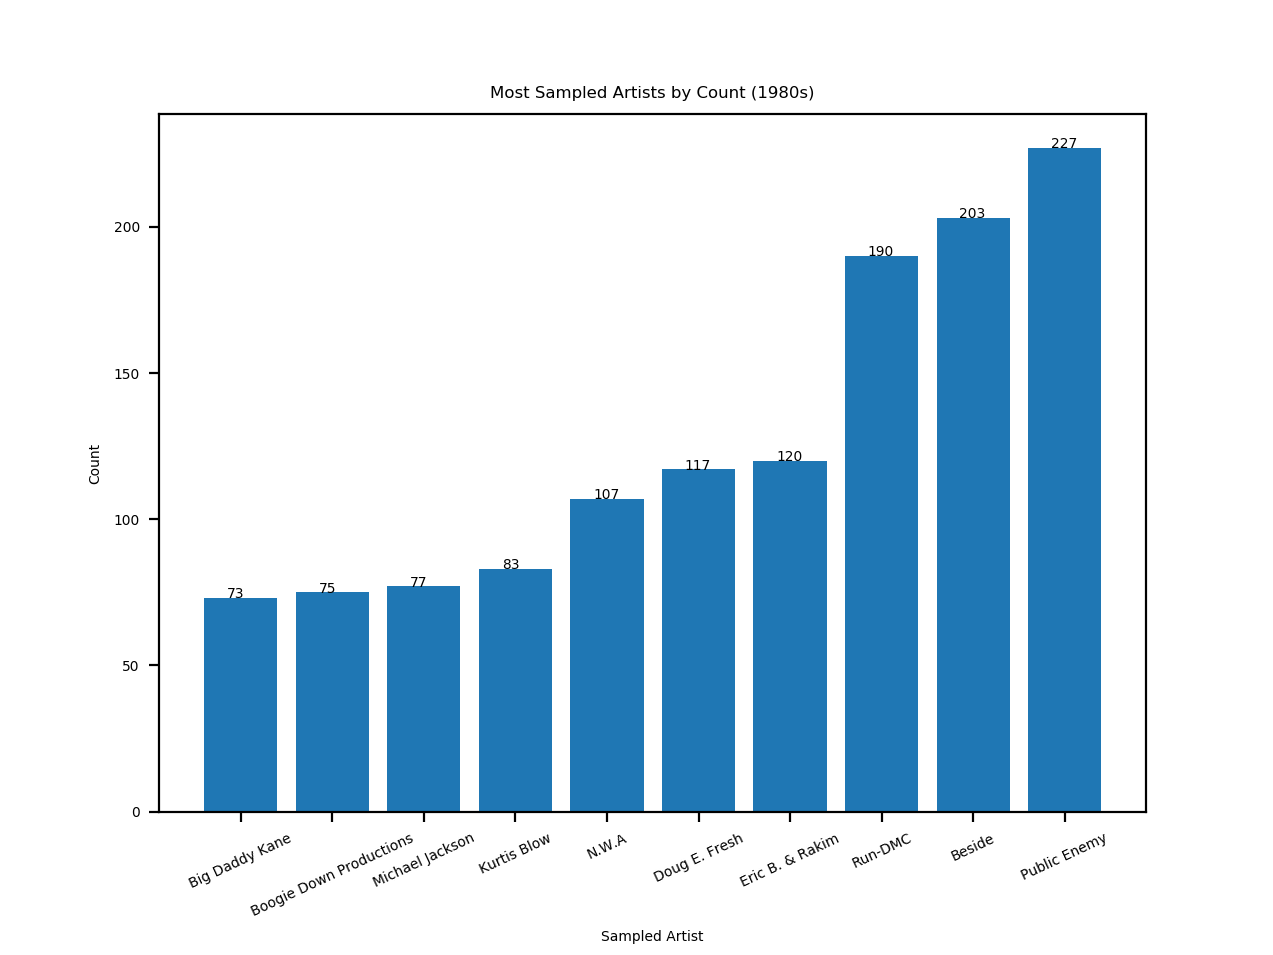 Most Sampled Artists by Count (1980s)
227
203
200
190
150
Count
120
117
107
100
83
77
75
73
50
0
Big Daddy Kane
Boogie Down Productions
Michael Jackson
Kurtis Blow
N.W.A
Doug E. Fresh
Eric B. & Rakim
Run-DMC
Beside
Public Enemy
Sampled Artist